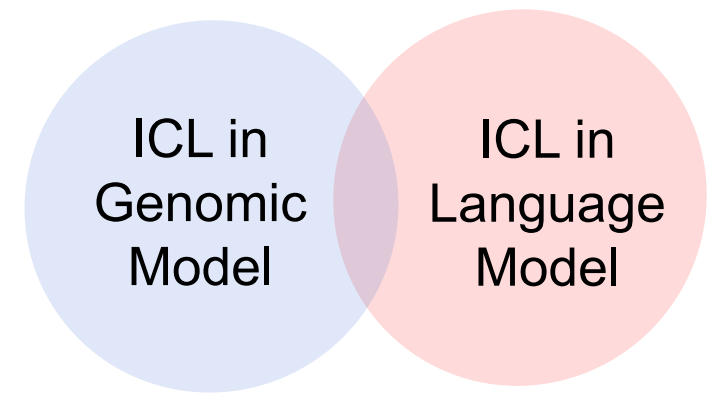 ICL in
Genomic
Model
ICL in
Language
Model